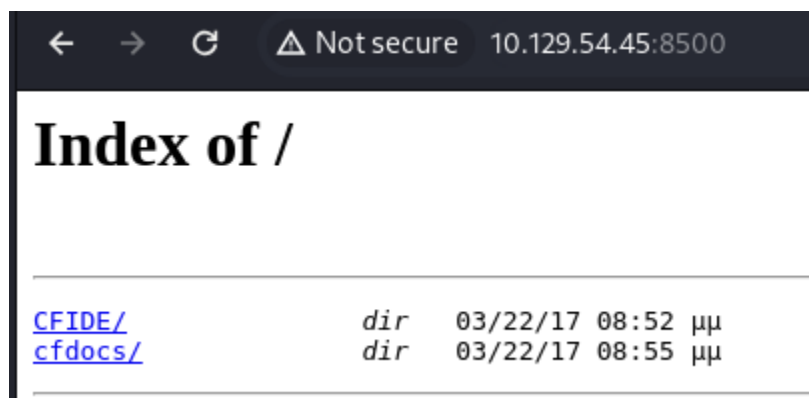 Not secure 10.129.54.45:8500
Index of /
CFIDE/ dir 03/22/17 08:52 μμ
cfdocs/ dir 03/22/17 08:55 μμ